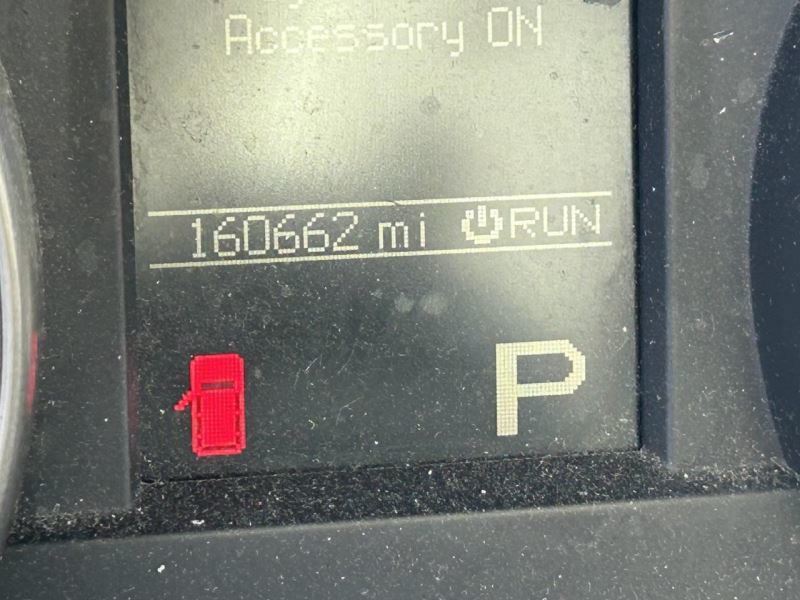 Accessory ON
160662 mi RUN
P